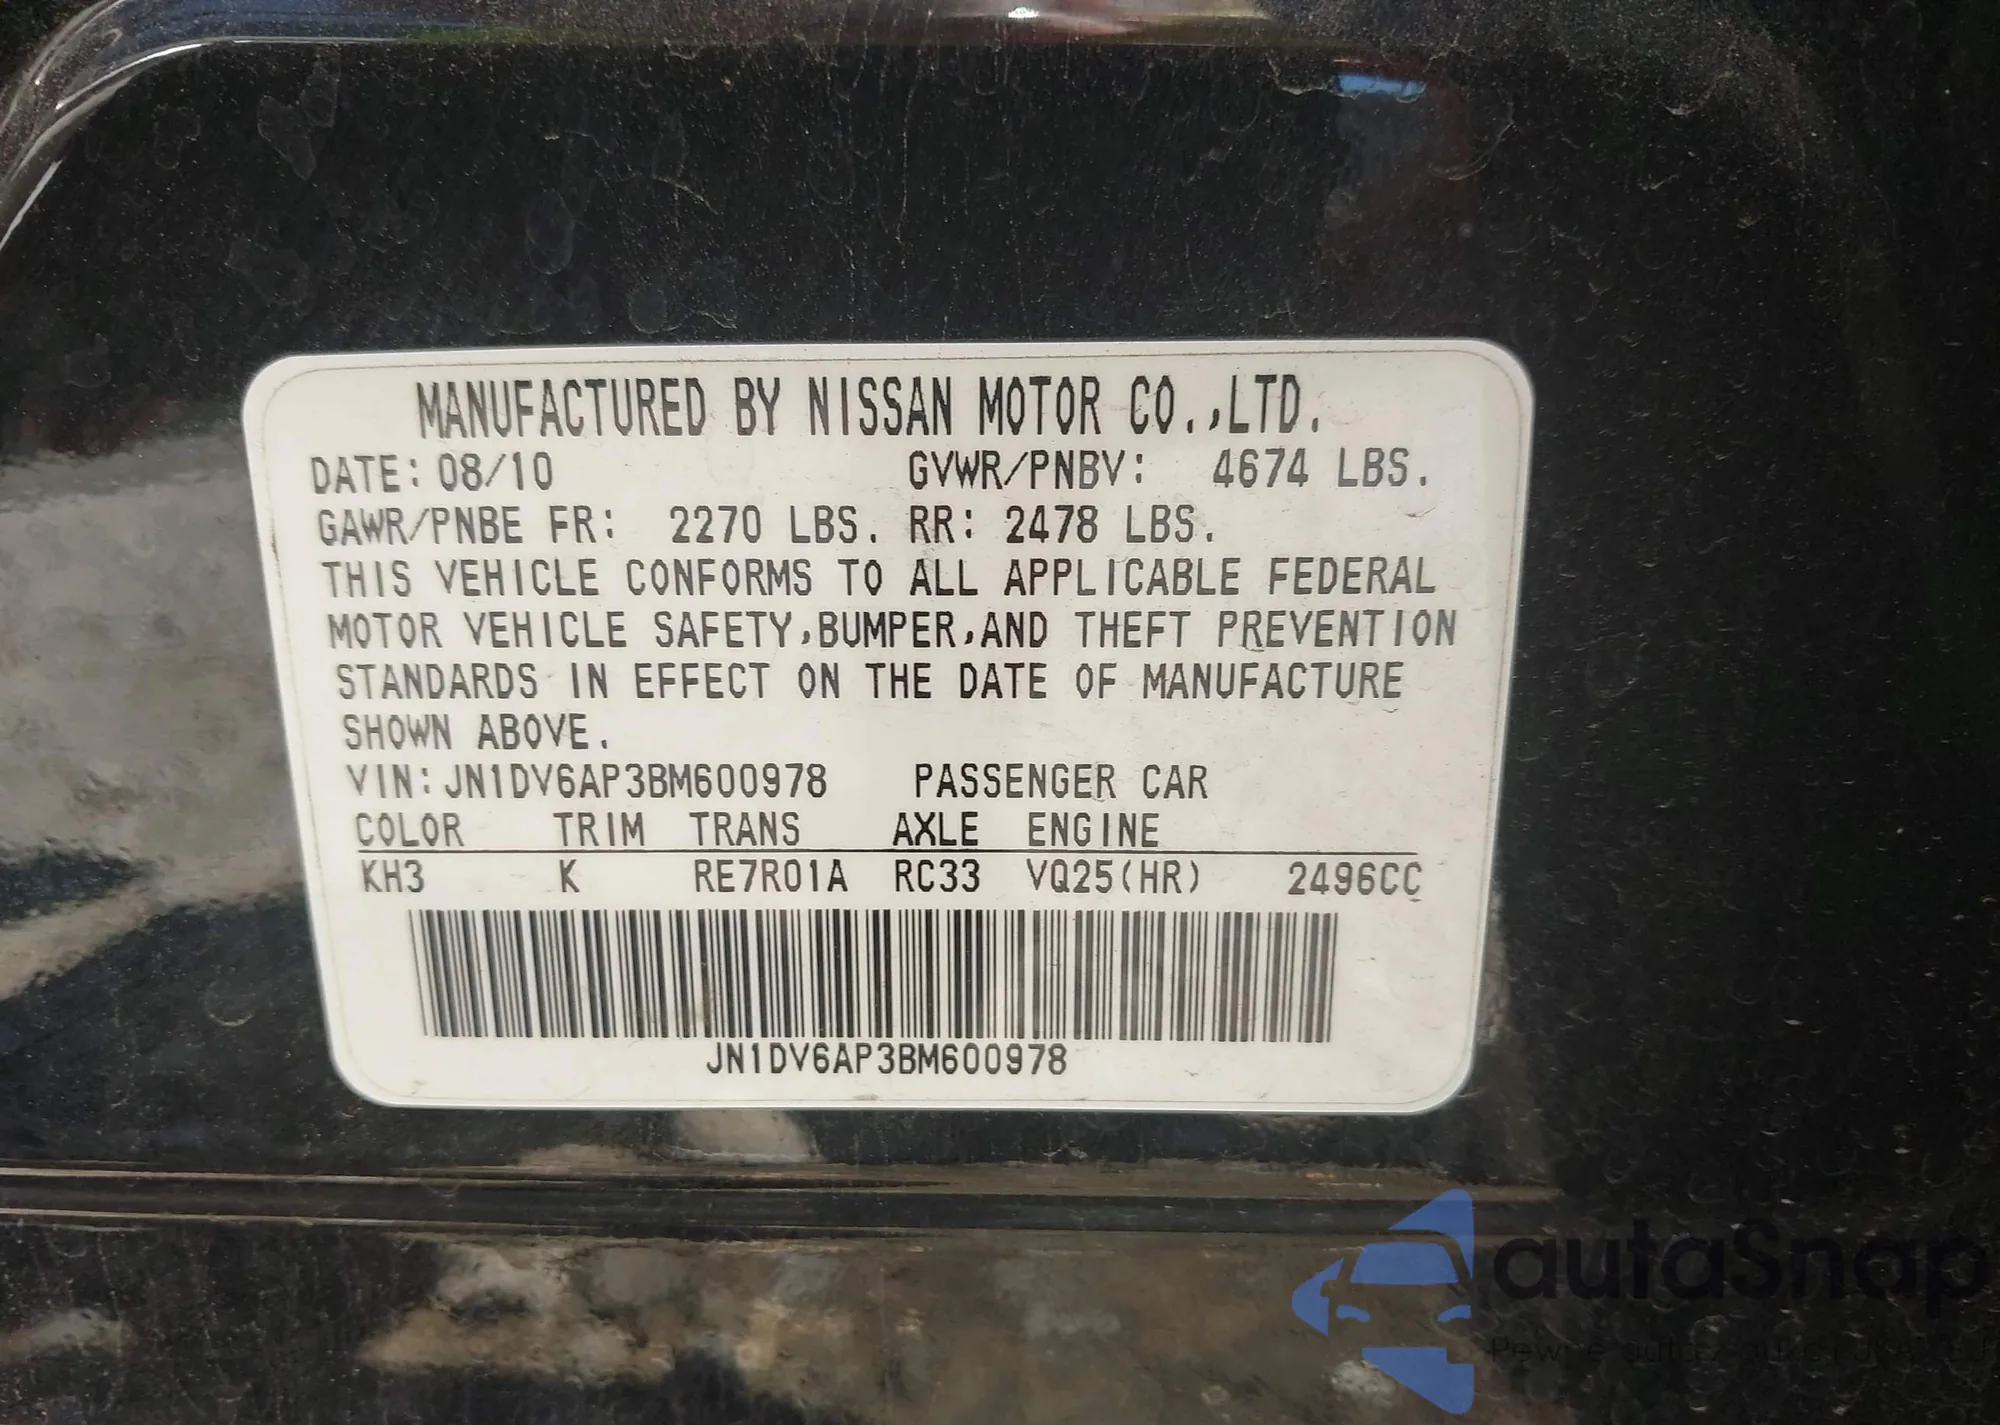 MANUFACTURED BY NISSAN MOTOR CO.,LTD.
DATE: 08/10 GVWR/PNBV: 4674 LBS.
GAWR/PNBE FR: 2270 LBS. RR: 2478 LBS.
THIS VEHICLE CONFORMS TO ALL APPLICABLE FEDERAL
MOTOR VEHICLE SAFETY,BUMPER,AND THEFT PREVENTION
STANDARDS IN EFFECT ON THE DATE OF MANUFACTURE
SHOWN ABOVE.
VIN:JN1DV6AP3BM600978 PASSENGER CAR
COLOR TRIM TRANS AXLE ENGINE
KH3 K RE7R01A RC33 VQ25(HR) 2496CC
JN1DV6AP3BM600978
autaSnap